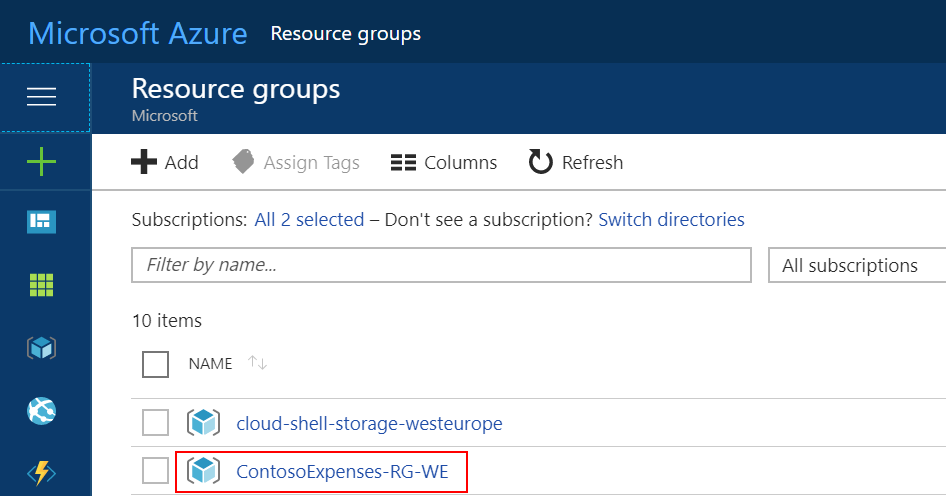 Microsoft Azure Resource groups
Resource groups
Microsoft
Add Assign Tags Columns Refresh
Subscriptions: All 2 selected – Don't see a subscription? Switch directories
Filter by name... All subscriptions
10 items
NAME
cloud-shell-storage-westeurope
ContosoExpenses-RG-WE